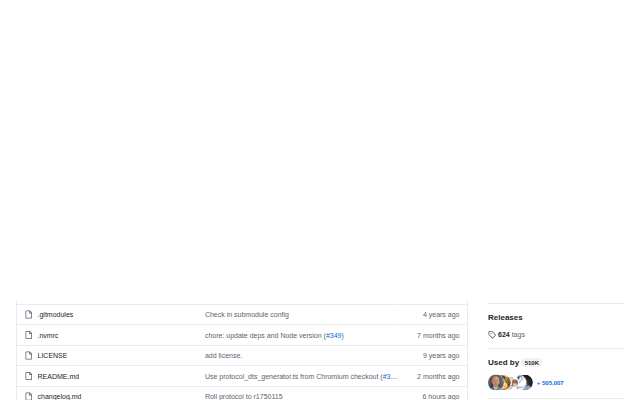 .gitmodules Check in submodule config 4 years ago
.nvmrc chore: update deps and Node version (#349) 7 months ago
LICENSE add license. 9 years ago
README.md Use protocol_dts_generator.ts from Chromium checkout (#3… 2 months ago
changelog.md Roll protocol to r1750115 6 hours ago
Releases
624 tags
Used by 510K
+ 505,007